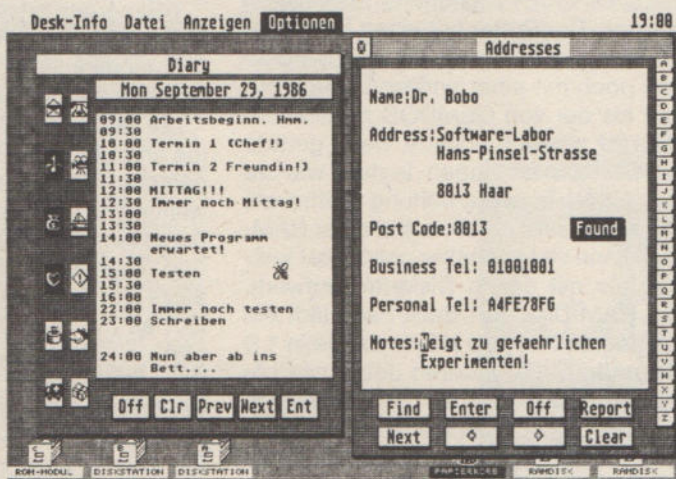 Desk-Info Datei Anzeigen Optionen 19:00
Diary
Mon September 29, 1986
09:00 Arbeitsbeginn. Hmm.
09:30
10:00 Termin 1 (Chef!)
10:30
11:00 Termin 2 Freundin!)
11:30
12:00 MITTAG!!!
12:30 Immer noch Mittag!
13:00
13:30
14:00 Neues Programm
erwartet!
14:30
15:00 Testen
15:30
16:00
22:00 Immer noch testen
23:00 Schreiben
24:00 Nun aber ab ins
Bett....
Off Clr Prev Next Ent
Addresses
Name:Dr. Bobo
Address:Software-Labor
Hans-Pinsel-Strasse
8013 Haar
Post Code:8013 Found
Business Tel: 01001001
Personal Tel: A4FE78FG
Notes:Neigt zu gefaehrlichen
Experimenten!
Find Enter Off Report
Next Clear
A
B
C
D
E
F
G
H
I
J
K
L
M
N
O
P
Q
R
S
T
U
V
W
X
Y
Z
ROM-MODUL DISKSTATION DISKSTATION PAPIERKORB RAMDISK RAMDISK